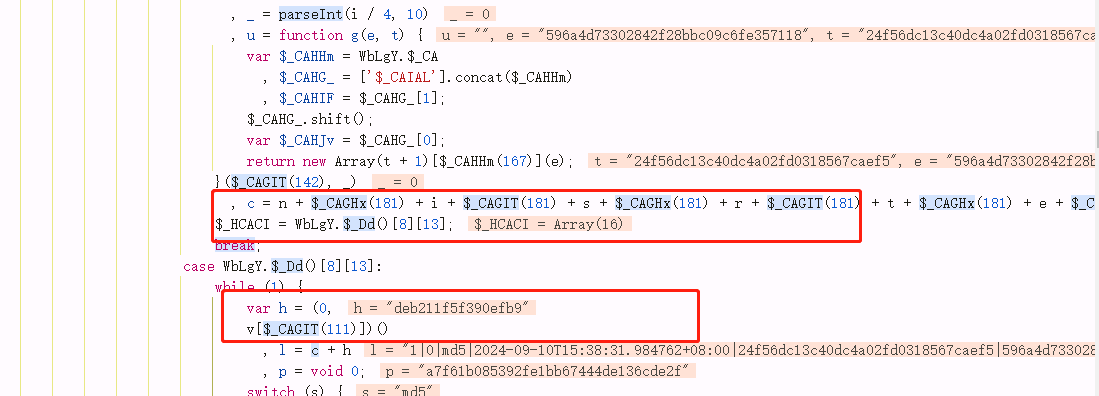 , _ = parseInt(i / 4, 10)   _ = 0
, u = function g(e, t) {   u = "", e = "596a4d73302842f28bbc09c6fe357118", t = "24f56dc13c40dc4a02fd0318567ca
var $_CAHHm = WbLgY.$_CA
, $_CAHG_ = ['$_CAIAL'].concat($_CAHHm)
, $_CAHIF = $_CAHG_[1];
$_CAHG_.shift();
var $_CAHJv = $_CAHG_[0];
return new Array(t + 1)[$_CAHHm(167)](e);   t = "24f56dc13c40dc4a02fd0318567caef5", e = "596a4d73302842f28b
}($_CAGIT(142), _)   _ = 0
, c = n + $_CAGHx(181) + i + $_CAGIT(181) + s + $_CAGHx(181) + r + $_CAGIT(181) + t + $_CAGHx(181) + e + $_C
$_HCACI = WbLgY.$_Dd()[8][13];   $_HCACI = Array(16)
break;
case WbLgY.$_Dd()[8][13]:
while (1) {
var h = (0,   h = "deb211f5f390efb9"
v[$_CAGIT(111)])()
, l = c + h   l = "1|0|md5|2024-09-10T15:38:31.984762+08:00|24f56dc13c40dc4a02fd0318567caef5|596a4d733028
, p = void 0;   p = "a7f61b085392fe1bb67444de136cde2f"
switch (s) {   s = "md5"